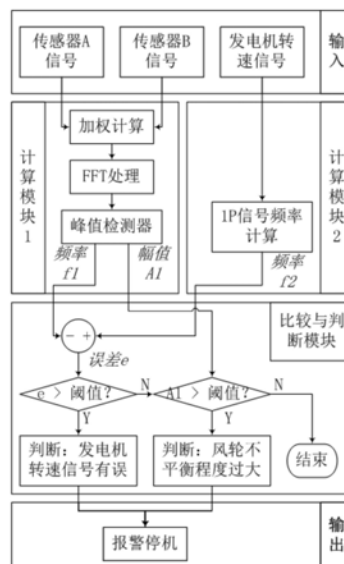 传感器A
信号
传感器B
信号
发电机转
速信号
输
入
计
算
模
块
1
加权计算
FFT处理
峰值检测器
频率
f1
幅值
A1
1P信号频率
计算
频率
f2
计
算
模
块
2
比较与判
断模块
- +
误差e
e > 阈值?
N
A1 > 阈值?
N
Y
Y
判断：发电机
转速信号有误
判断：风轮不
平衡程度过大
结束
报警停机
输
出